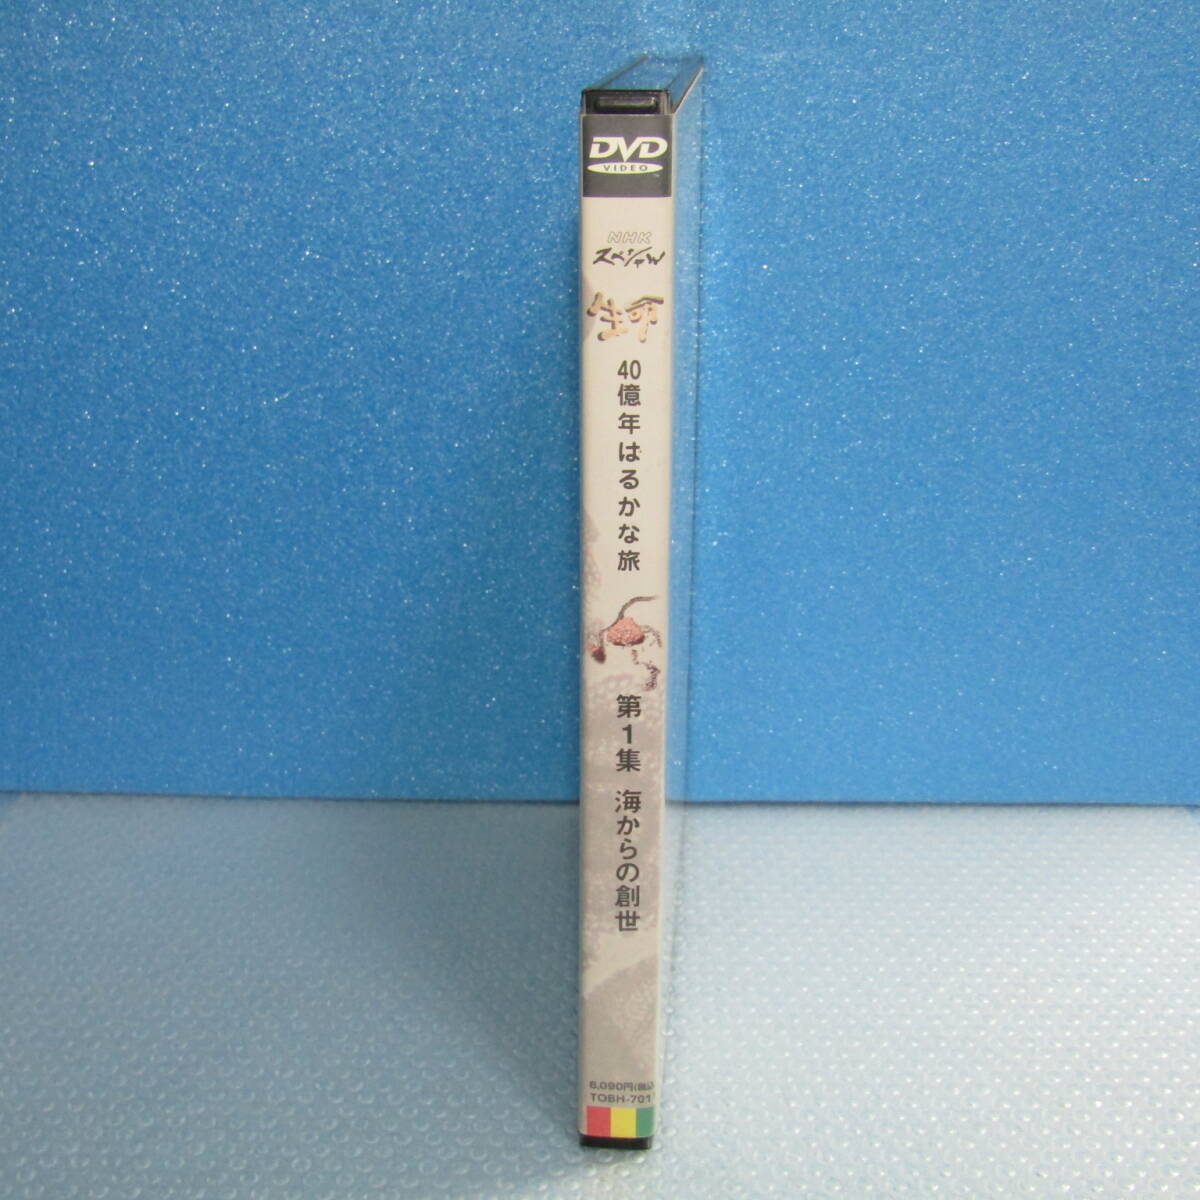 DVD
VIDEO
NHK
スペシャル
生命
40億年はるかな旅
第1集 海からの創世
6,090円(税込)
TOBH-701